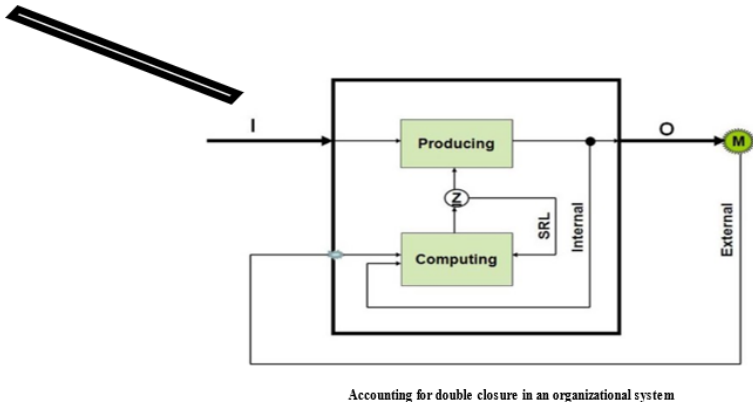 I
Producing
O
M
Z
SRL
Internal
External
Computing
Accounting for double closure in an organizational system